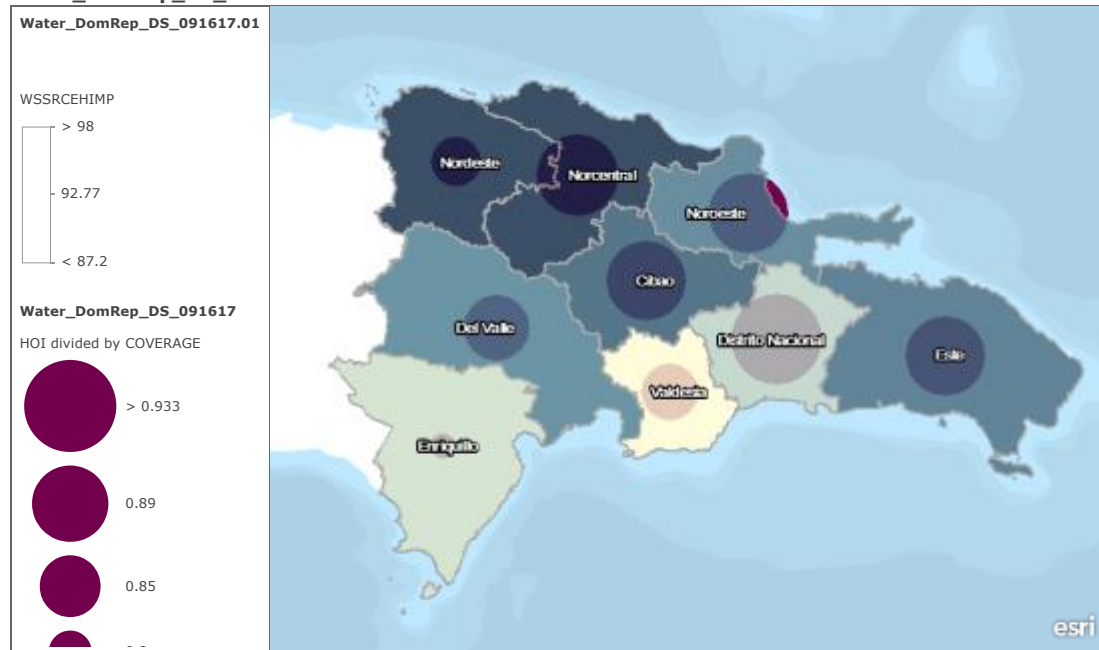 Water_DomRep_DS_091617.01
WSSRCEHIMP
> 98
92.77
< 87.2
Water_DomRep_DS_091617
HOI divided by COVERAGE
> 0.933
0.89
0.85
Nordeste
Norcentral
Noroeste
Cibao
Del Valle
Distrito Nacional
Este
Valdesia
Enriquillo
esri